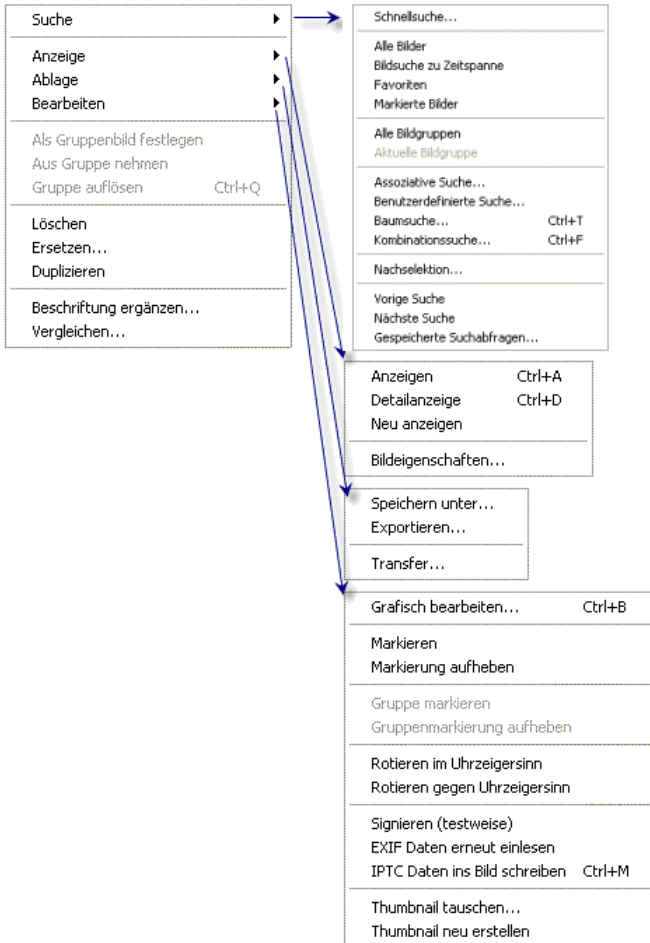 Suche
Anzeige
Ablage
Bearbeiten
Als Gruppenbild festlegen
Aus Gruppe nehmen
Gruppe auflösen Ctrl+Q
Löschen
Ersetzen...
Duplizieren
Beschriftung ergänzen...
Vergleichen...
Schnellsuche...
Alle Bilder
Bildsuche zu Zeitspanne
Favoriten
Markierte Bilder
Alle Bildgruppen
Aktuelle Bildgruppe
Assoziative Suche...
Benutzerdefinierte Suche...
Baumsuche... Ctrl+T
Kombinationssuche... Ctrl+F
Nachselektion...
Vorige Suche
Nächste Suche
Gespeicherte Suchabfragen...
Anzeigen Ctrl+A
Detailanzeige Ctrl+D
Neu anzeigen
Bildeigenschaften...
Speichern unter...
Exportieren...
Transfer...
Grafisch bearbeiten... Ctrl+B
Markieren
Markierung aufheben
Gruppe markieren
Gruppenmarkierung aufheben
Rotieren im Uhrzeigersinn
Rotieren gegen Uhrzeigersinn
Signieren (testweise)
EXIF Daten erneut einlesen
IPTC Daten ins Bild schreiben Ctrl+M
Thumbnail tauschen...
Thumbnail neu erstellen